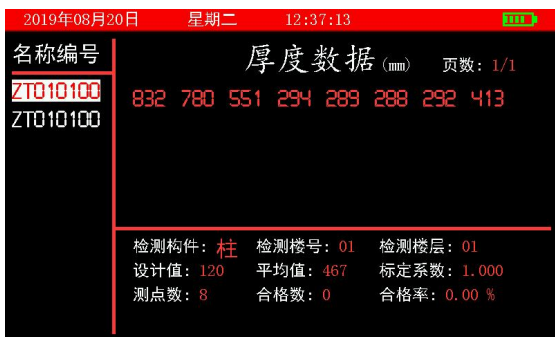 2019年08月20日 星期二 12:37:13
名称编号 厚度数据(mm) 页数: 1/1
ZT010100
ZT010100
832 780 551 294 289 288 292 413
检测构件: 柱 检测楼号: 01 检测楼层: 01
设计值: 120 平均值: 467 标定系数: 1.000
测点数: 8 合格数: 0 合格率: 0.00 %